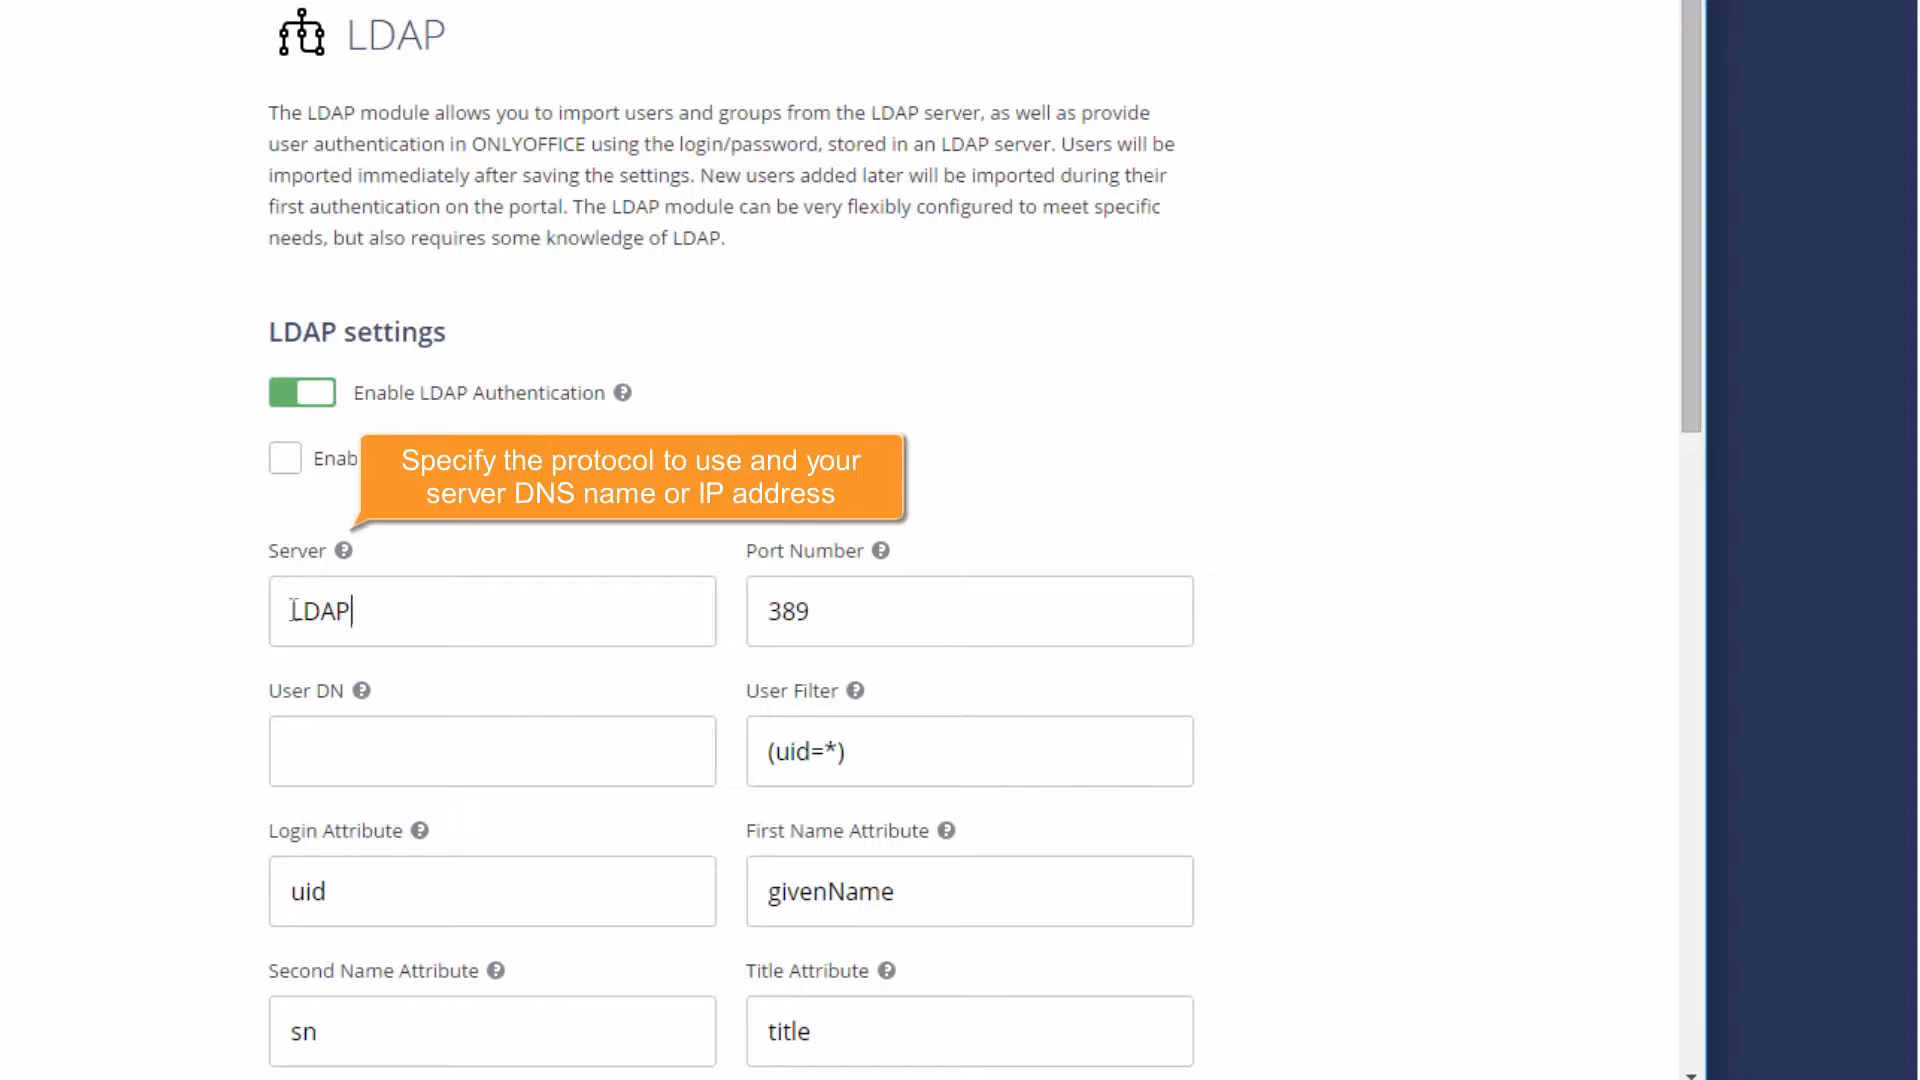 LDAP
The LDAP module allows you to import users and groups from the LDAP server, as well as provide
user authentication in ONLYOFFICE using the login/password, stored in an LDAP server. Users will be
imported immediately after saving the settings. New users added later will be imported during their
first authentication on the portal. The LDAP module can be very flexibly configured to meet specific
needs, but also requires some knowledge of LDAP.
LDAP settings
Enable LDAP Authentication
Enab
Specify the protocol to use and your
server DNS name or IP address
Server
Port Number
LDAP
389
User DN
User Filter
(uid=*)
Login Attribute
First Name Attribute
uid
givenName
Second Name Attribute
Title Attribute
sn
title